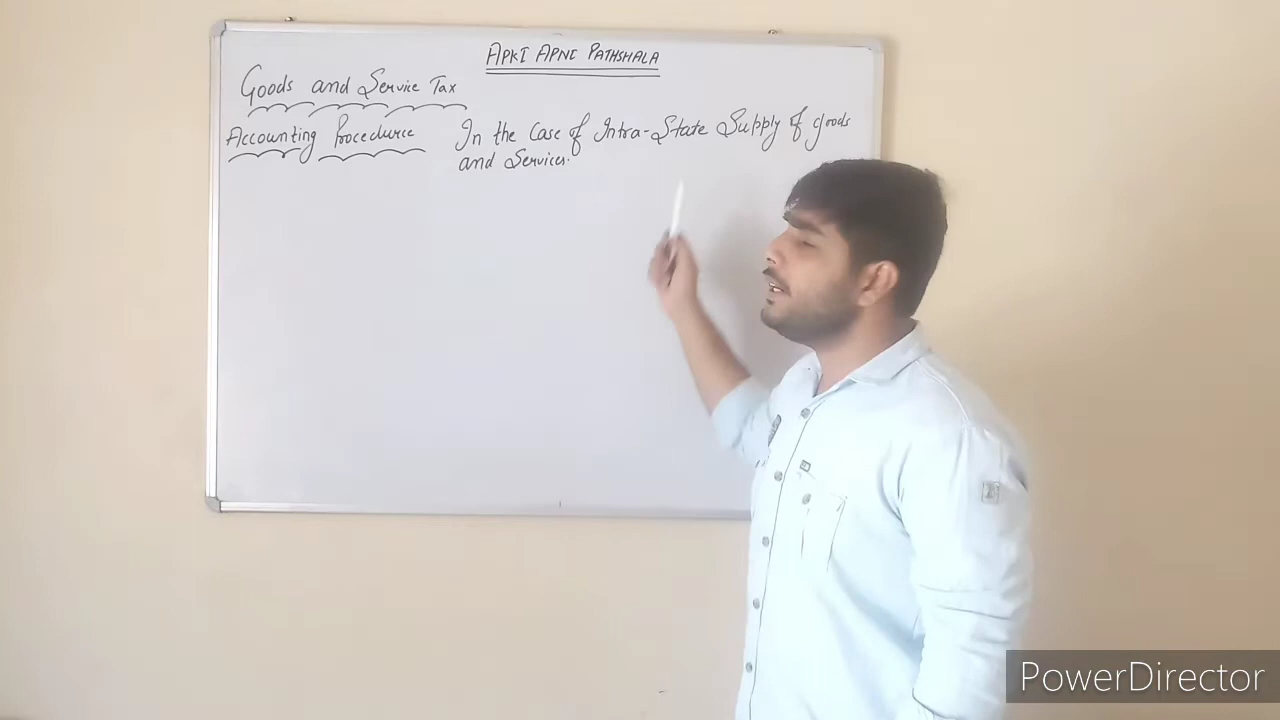 APKI APNI PATHSHALA
Goods and Service Tax
Accounting Procedure In the Case of Intra-State Supply of Goods
and Services.
PowerDirector